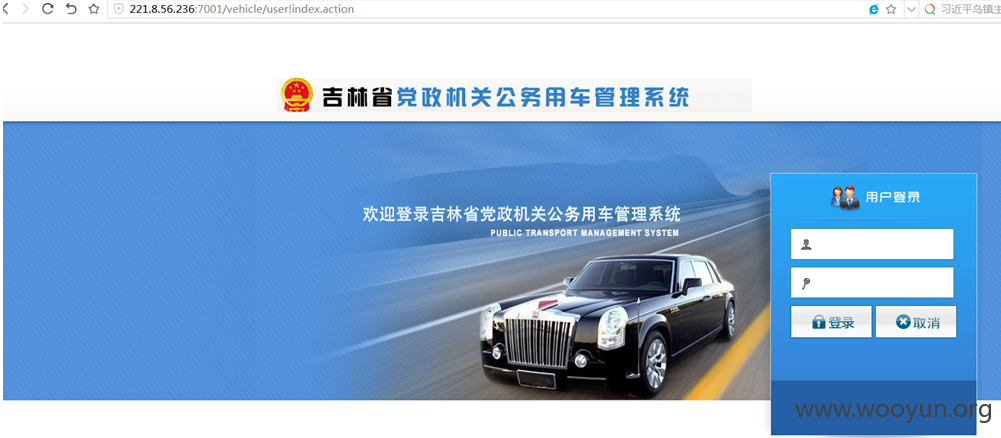 221.8.56.236:7001/vehicle/user!index.action
习近平乌镇主
吉林省党政机关公务用车管理系统
欢迎登录吉林省党政机关公务用车管理系统
PUBLIC TRANSPORT MANAGEMENT SYSTEM
用户登录
登录
取消
www.wooyun.org